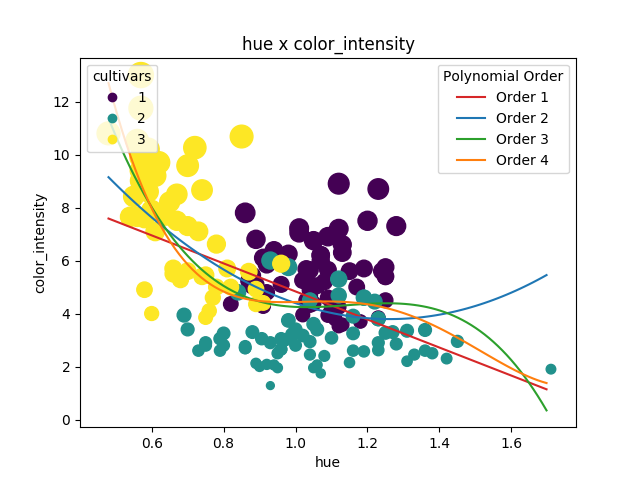 hue x color_intensity
cultivars
1
2
3
Polynomial Order
Order 1
Order 2
Order 3
Order 4
color_intensity
12
10
8
6
4
2
0
0.6 0.8 1.0 1.2 1.4 1.6
hue